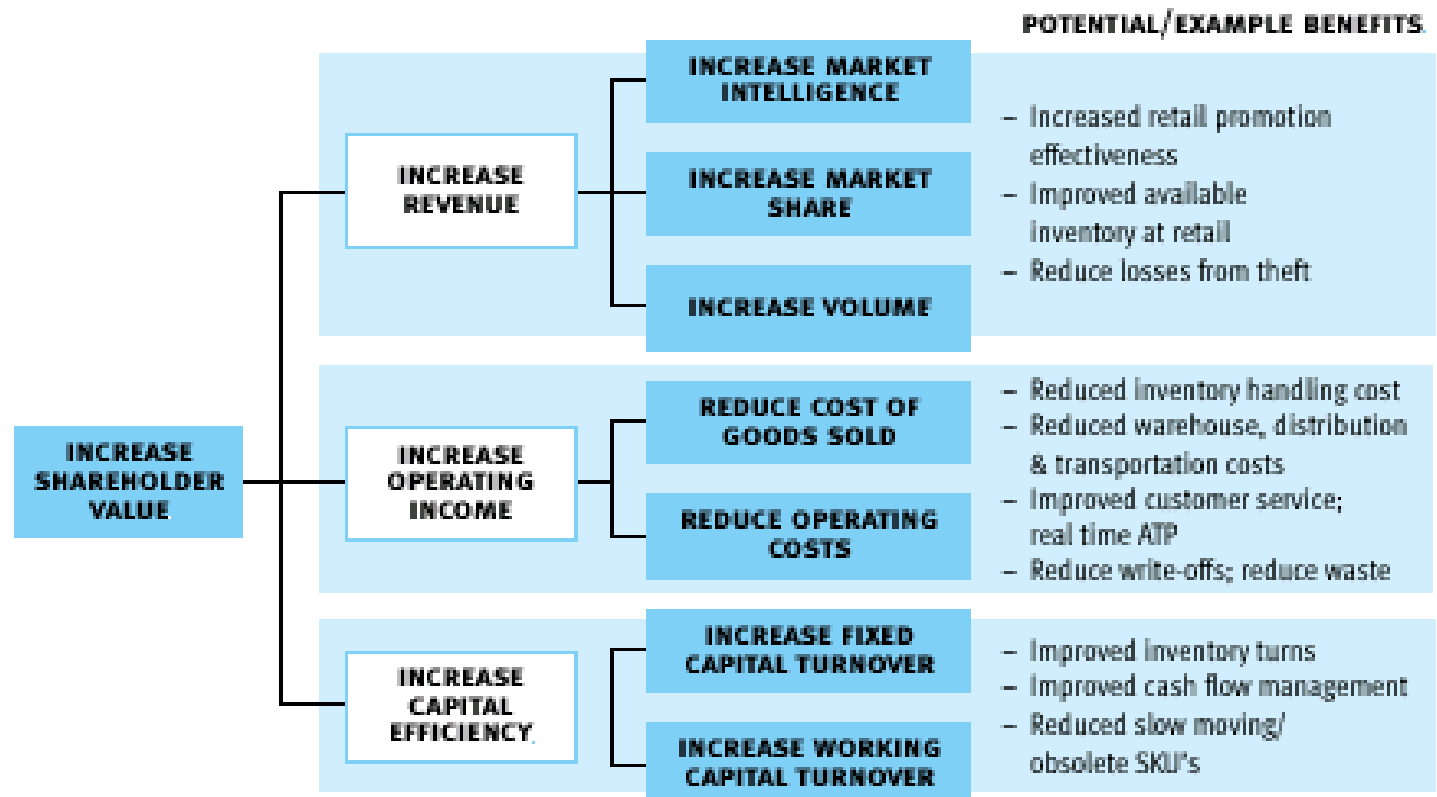 POTENTIAL/EXAMPLE BENEFITS
INCREASE MARKET
INTELLIGENCE
INCREASE
REVENUE
INCREASE MARKET
SHARE
INCREASE VOLUME
– Increased retail promotion
effectiveness
– Improved available
inventory at retail
– Reduce losses from theft
INCREASE
SHAREHOLDER
VALUE
INCREASE
OPERATING
INCOME
REDUCE COST OF
GOODS SOLD
REDUCE OPERATING
COSTS
– Reduced inventory handling cost
– Reduced warehouse, distribution
& transportation costs
– Improved customer service;
real time ATP
– Reduce write-offs; reduce waste
INCREASE
CAPITAL
EFFICIENCY
INCREASE FIXED
CAPITAL TURNOVER
INCREASE WORKING
CAPITAL TURNOVER
– Improved inventory turns
– Improved cash flow management
– Reduced slow moving/
obsolete SKU's